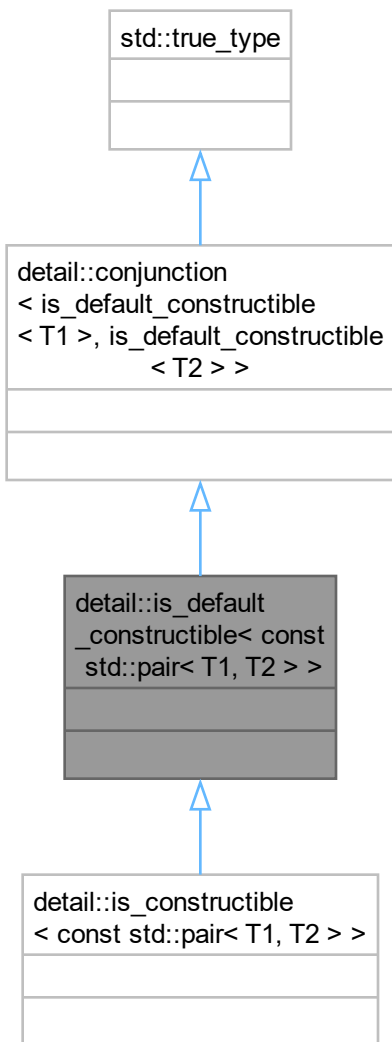 std::true_type
detail::conjunction
< is_default_constructible
< T1 >, is_default_constructible
< T2 > >
detail::is_default
_constructible< const
std::pair< T1, T2 > >
detail::is_constructible
< const std::pair< T1, T2 > >